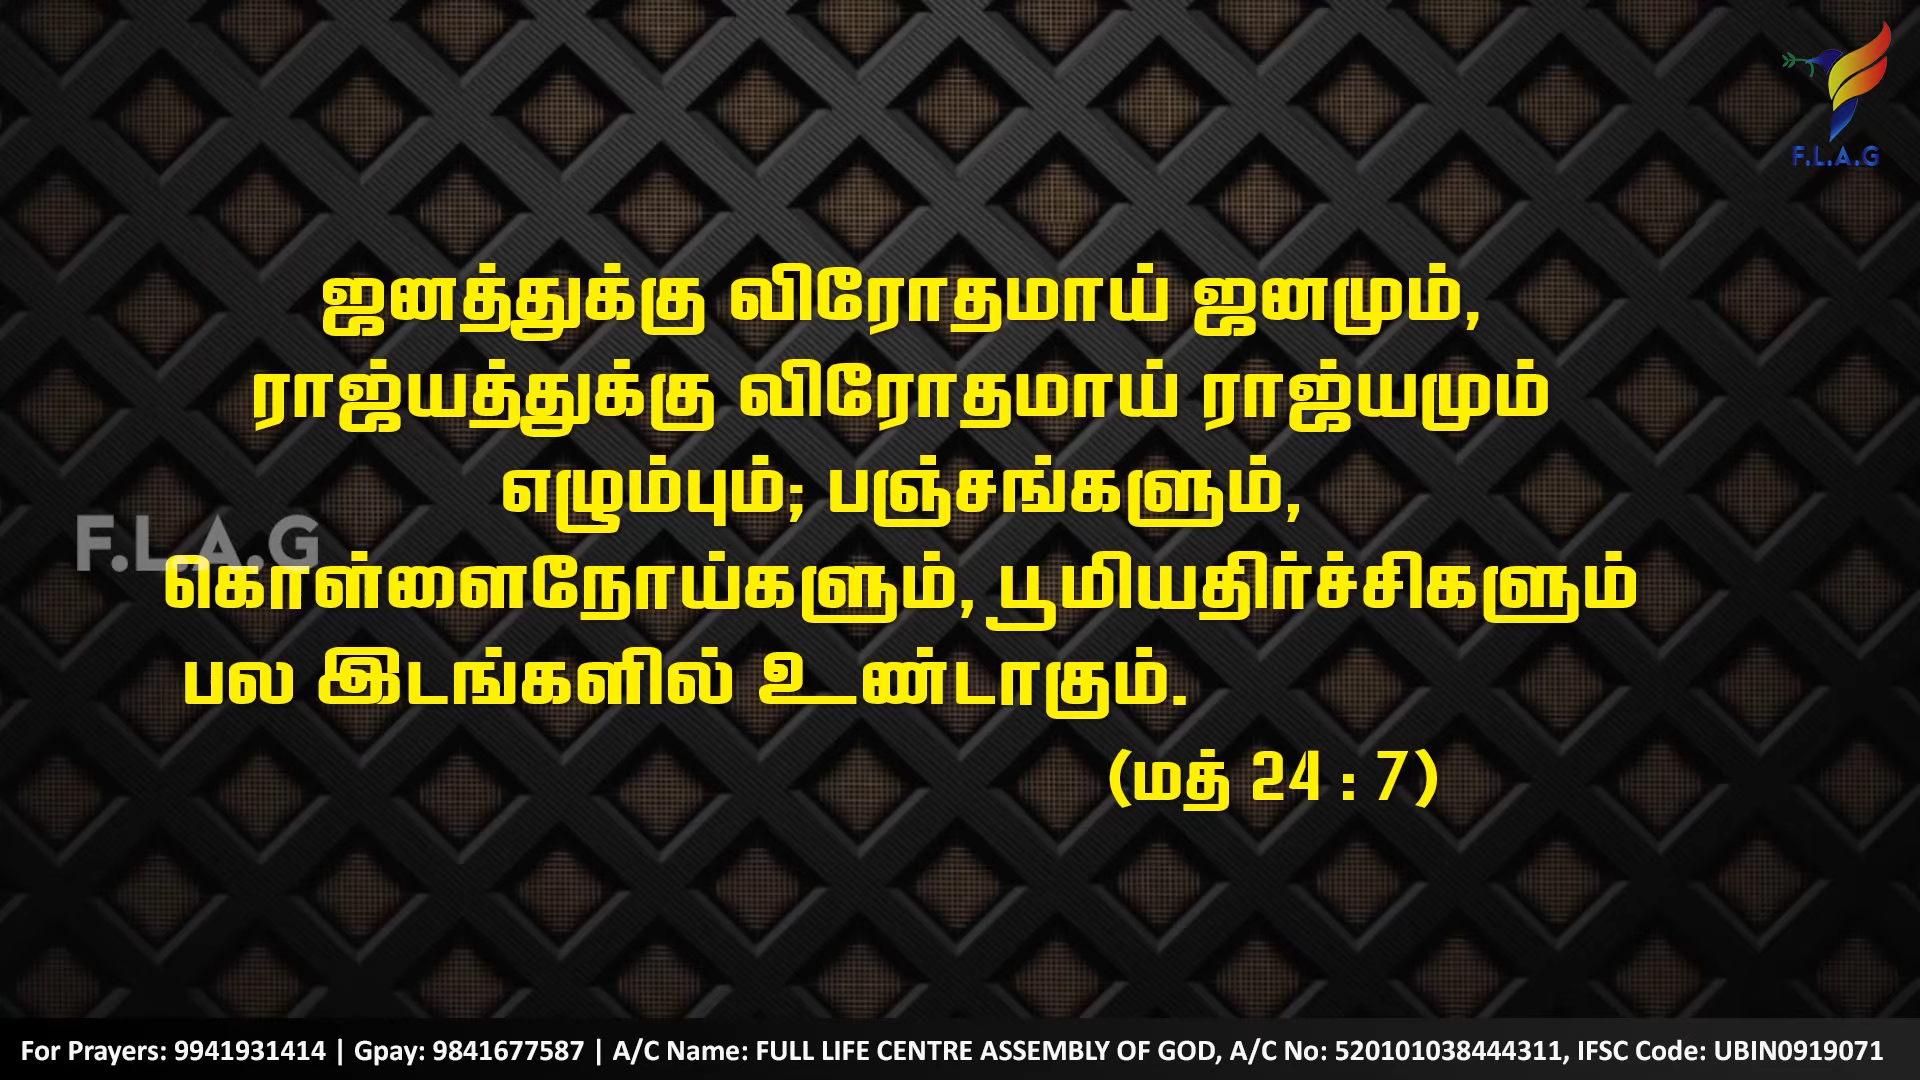 F.L.A.G
ஜனத்துக்கு விரோதமாய் ஜனமும்,
ராஜ்யத்துக்கு விரோதமாய் ராஜ்யமும்
எழும்பும்; பஞ்சங்களும்,
F.L.A.G
கொள்ளைநோய்களும், பூமியதிர்ச்சிகளும்
பல இடங்களில் உண்டாகும்.
(மத் 24 : 7)
For Prayers: 9941931414 | Gpay: 9841677587 | A/C Name: FULL LIFE CENTRE ASSEMBLY OF GOD, A/C No: 520101038444311, IFSC Code: UBIN0919071